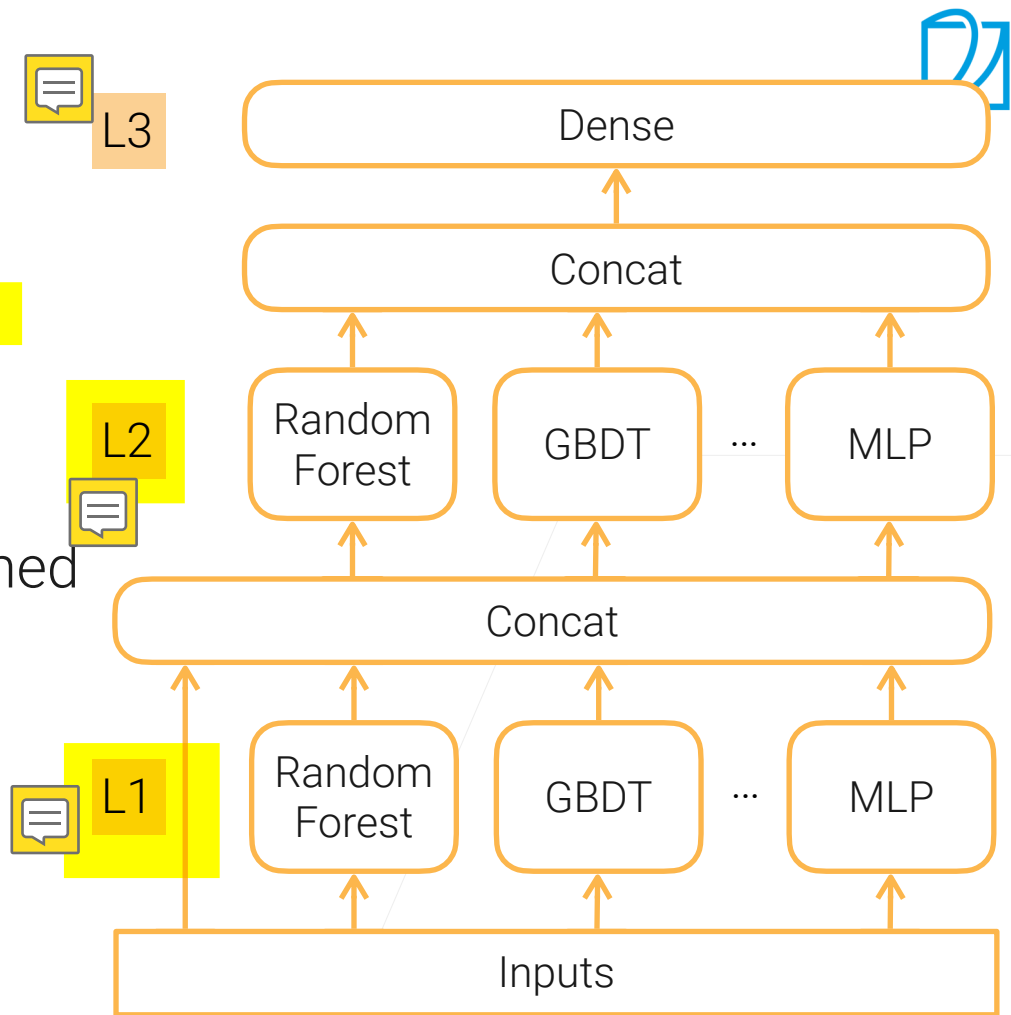 L3
Dense
Concat
L2
Random
Forest
GBDT
...
MLP
ned
Concat
L1
Random
Forest
GBDT
...
MLP
Inputs